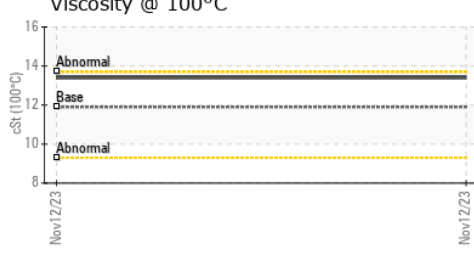 Viscosity @ 100°C
16
14
12
10
8
cSt (100°C)
Abnormal
Base
Abnormal
Nov12/23
Nov12/23